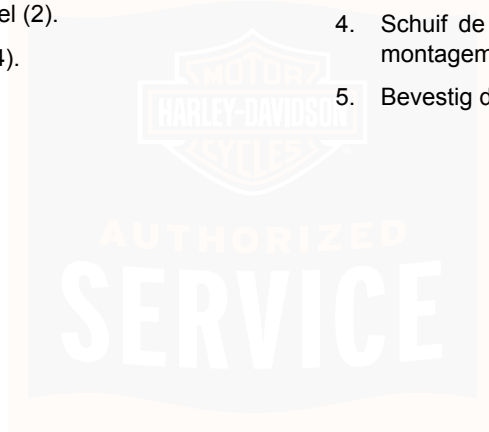 el (2).
4).
4. Schuif de
montagem
5. Bevestig d
MOTOR
HARLEY-DAVIDSON
CYCLES
AUTHORIZED
SERVICE